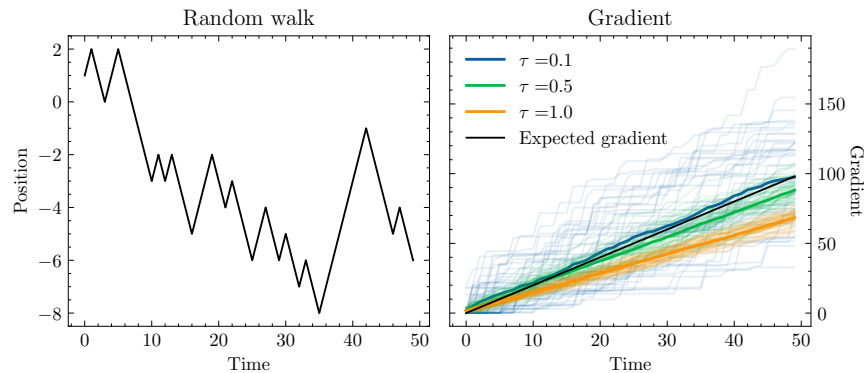 Random walk
Gradient
2
0
−2
−4
−6
−8
Position
0 10 20 30 40 50
Time
τ =0.1
τ =0.5
τ =1.0
Expected gradient
150
100
50
0
Gradient
0 10 20 30 40 50
Time